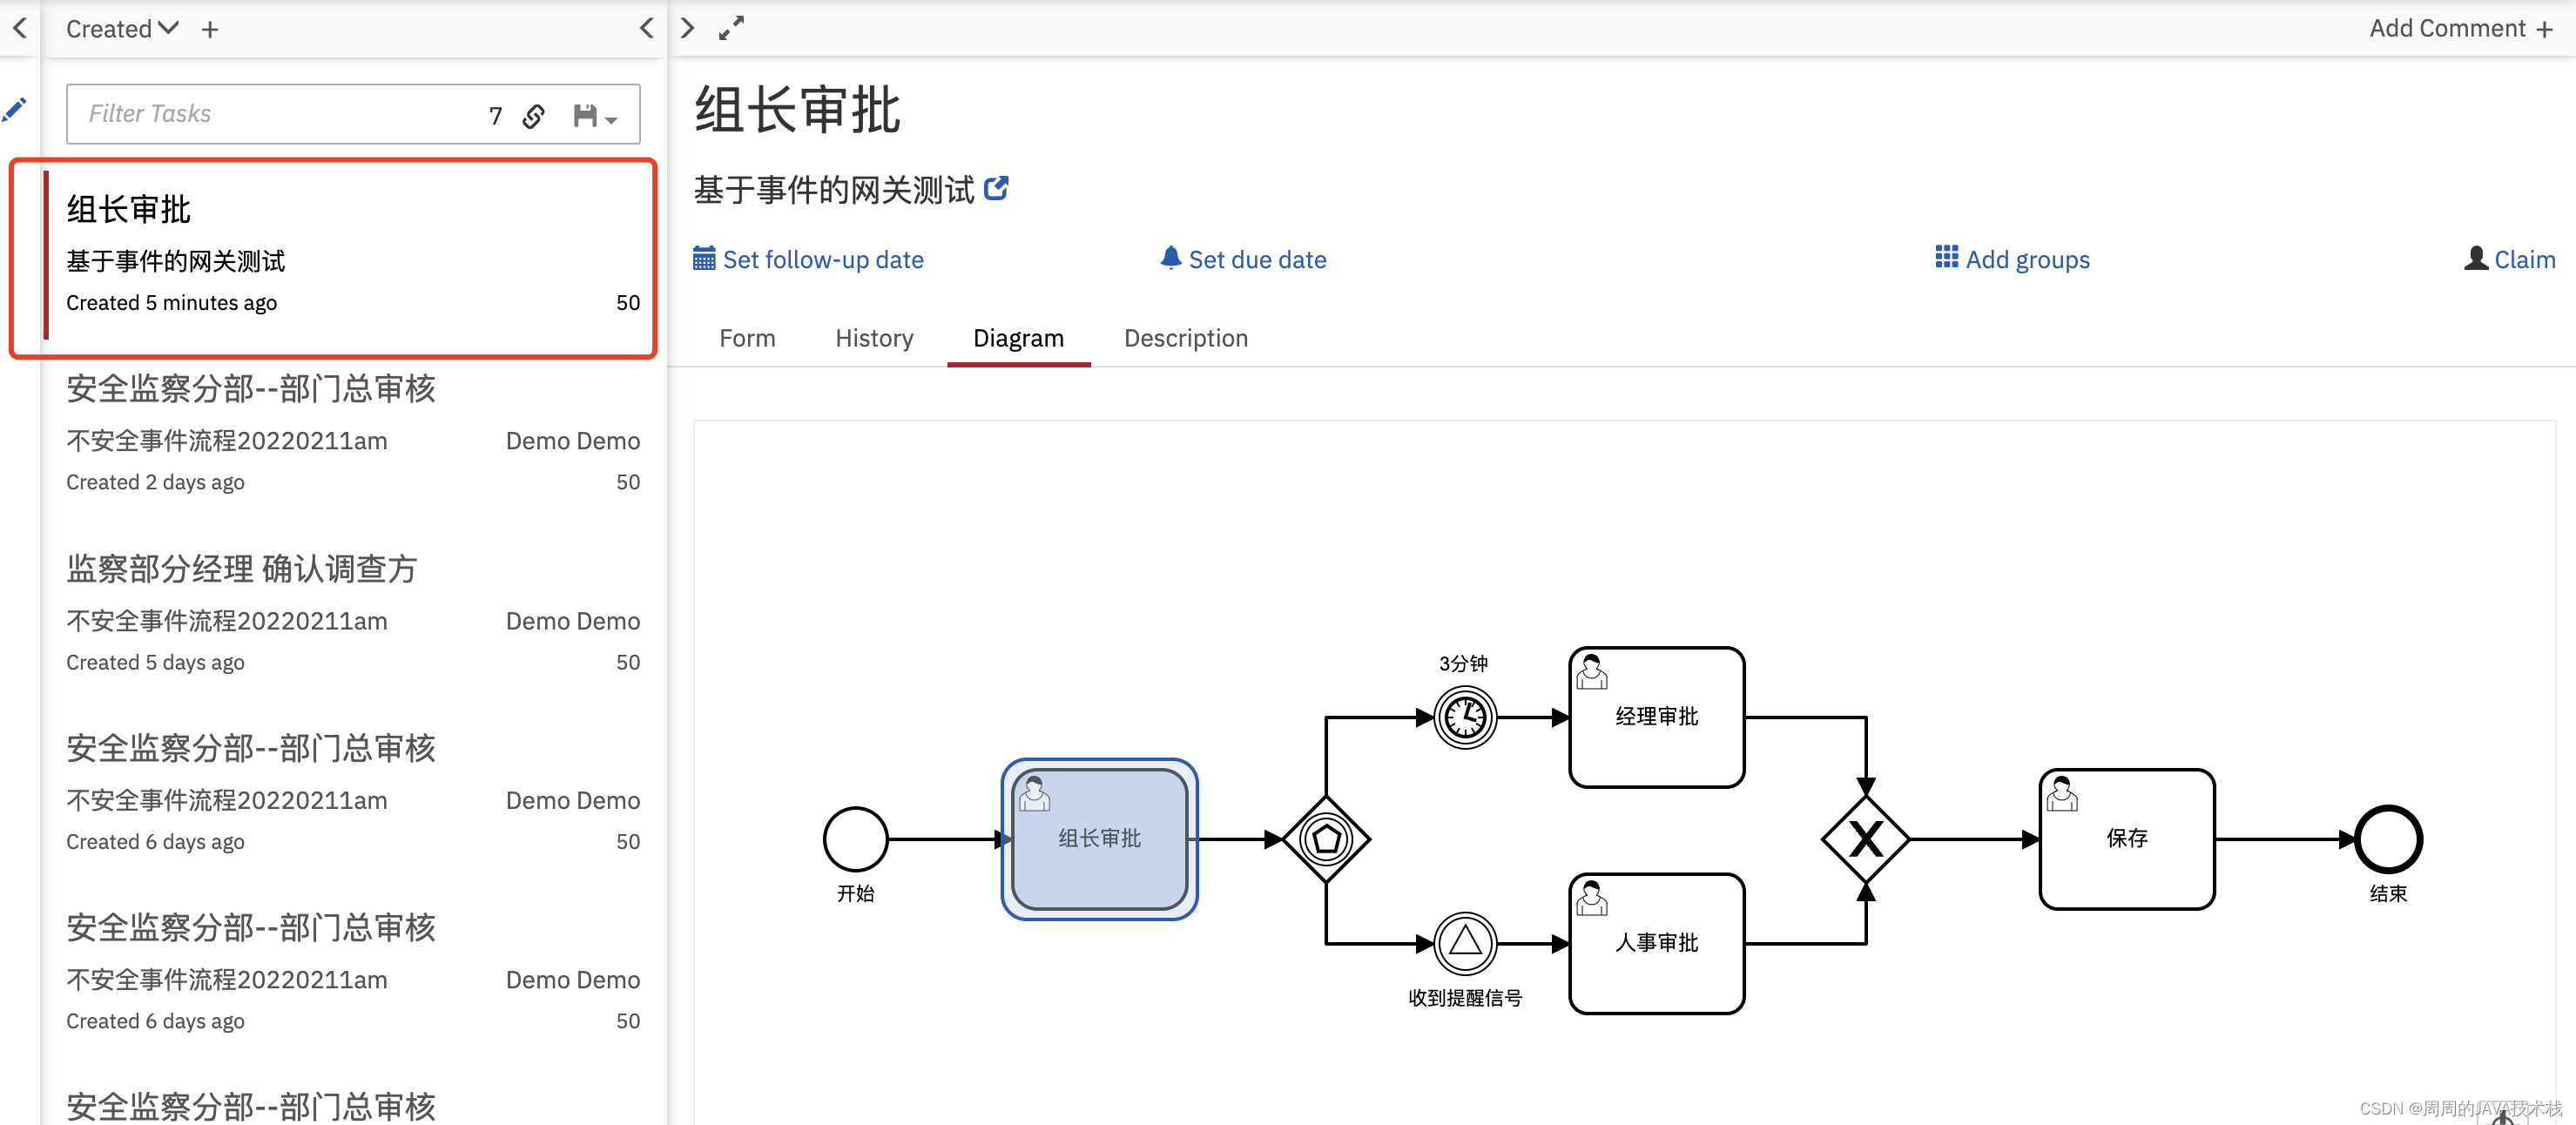 Created
Add Comment +
Filter Tasks 7
组长审批
基于事件的网关测试
Created 5 minutes ago 50
安全监察分部--部门总审核
不安全事件流程20220211am Demo Demo
Created 2 days ago 50
监察部分经理 确认调查方
不安全事件流程20220211am Demo Demo
Created 5 days ago 50
安全监察分部--部门总审核
不安全事件流程20220211am Demo Demo
Created 6 days ago 50
安全监察分部--部门总审核
不安全事件流程20220211am Demo Demo
Created 6 days ago 50
安全监察分部--部门总审核
组长审批
基于事件的网关测试
Set follow-up date Set due date Add groups Claim
Form History Diagram Description
开始
组长审批
3分钟
经理审批
收到提醒信号
人事审批
保存
结束
CSDN @周周的JAVA技术栈